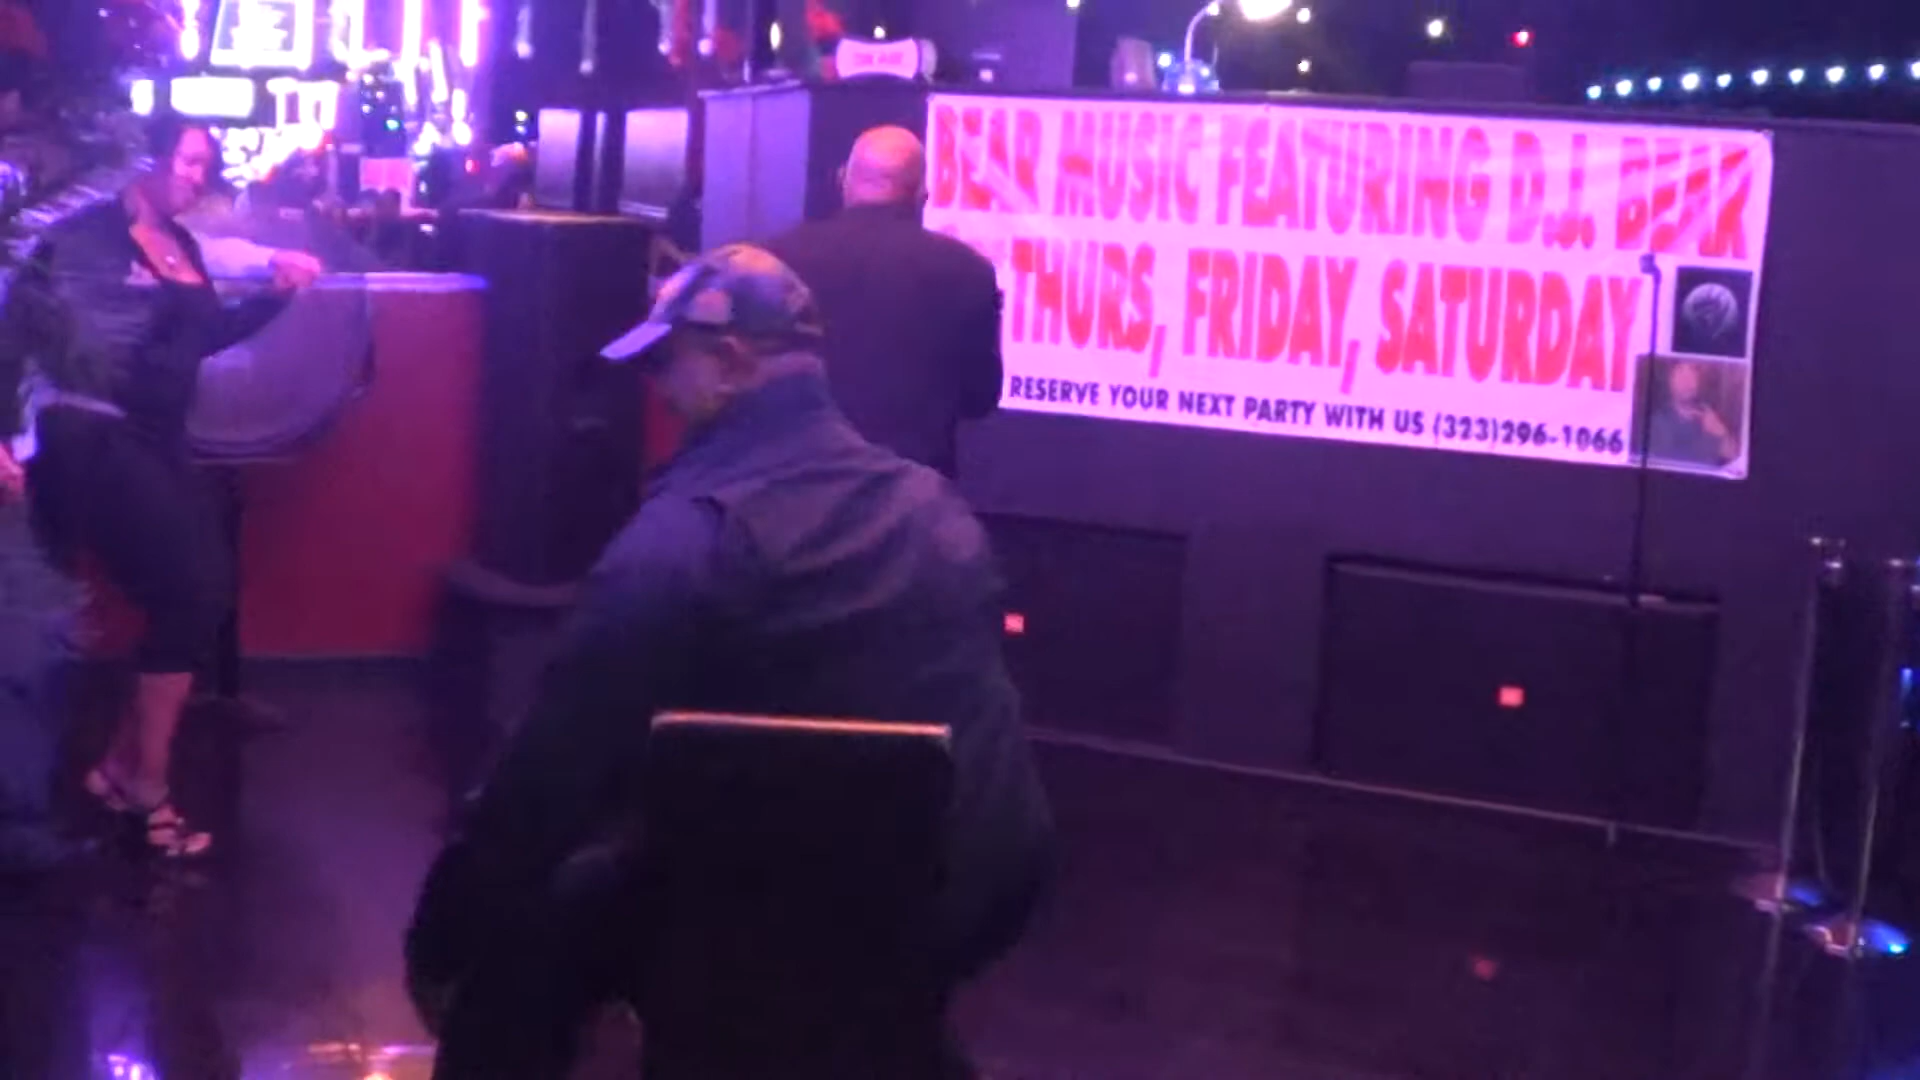 BEAR MUSIC FEATURING D.J. BEAR
THURS, FRIDAY, SATURDAY
RESERVE YOUR NEXT PARTY WITH US (323)296-1066